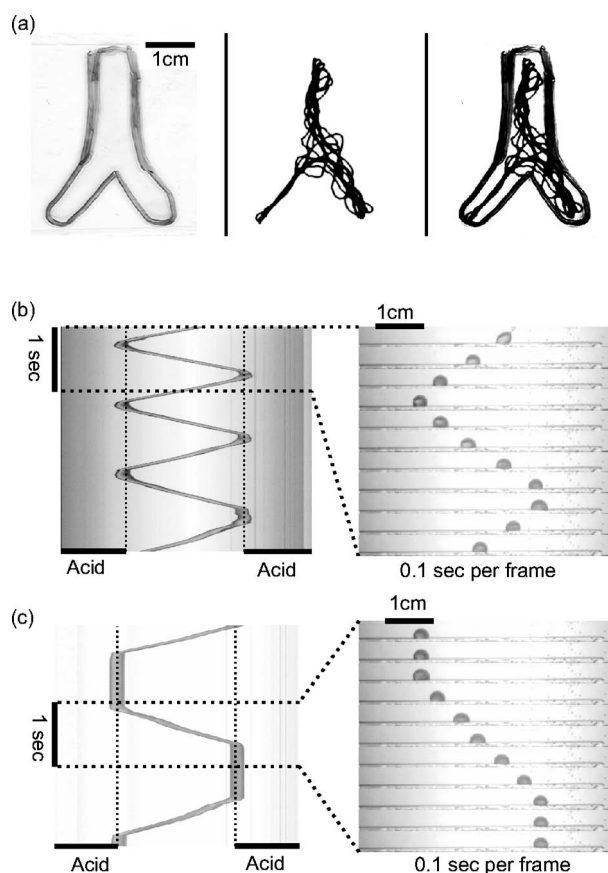 (a)
1cm
(b)
1cm
1 sec
Acid
Acid
0.1 sec per frame
(c)
1cm
1 sec
Acid
Acid
0.1 sec per frame